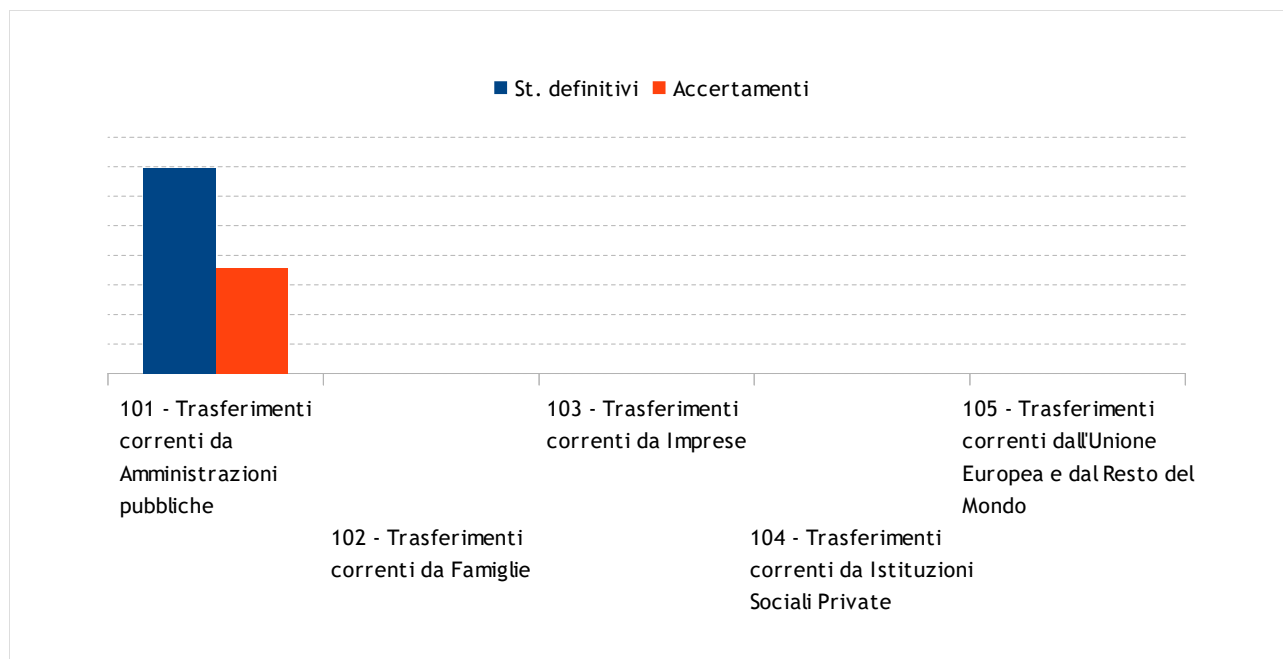 St. definitivi Accertamenti
101 - Trasferimenti
correnti da
Amministrazioni
pubbliche
102 - Trasferimenti
correnti da Famiglie
103 - Trasferimenti
correnti da Imprese
104 - Trasferimenti
correnti da Istituzioni
Sociali Private
105 - Trasferimenti
correnti dall'Unione
Europea e dal Resto del
Mondo